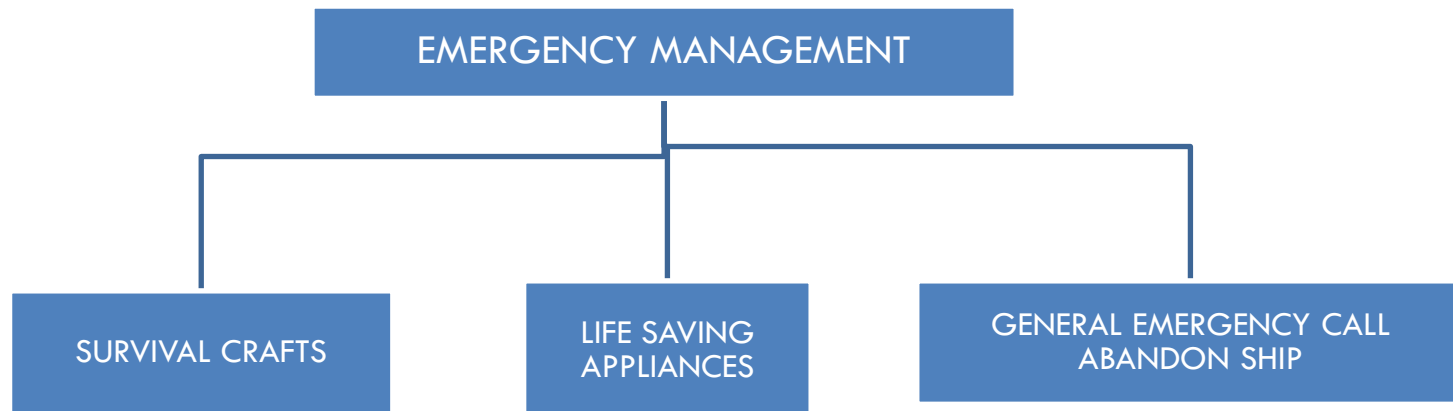 EMERGENCY MANAGEMENT
SURVIVAL CRAFTS
LIFE SAVING
APPLIANCES
GENERAL EMERGENCY CALL
ABANDON SHIP